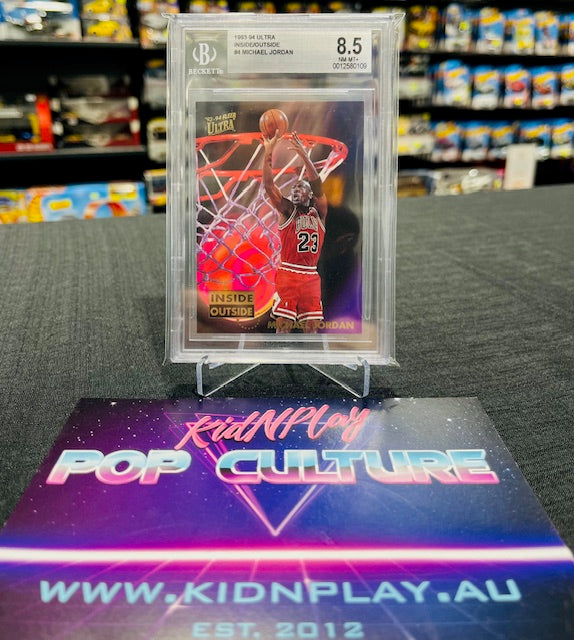 1993-94 ULTRA
INSIDE/OUTSIDE
#4 MICHAEL JORDAN
8.5
NM-MT+
0012580109
BECKETT
'93-'94 FLEER
ULTRA
BULLS
23
INSIDE
OUTSIDE
MICHAEL JORDAN
KidNPlay
POP CULTURE
WWW.KIDNPLAY.AU
EST. 2012